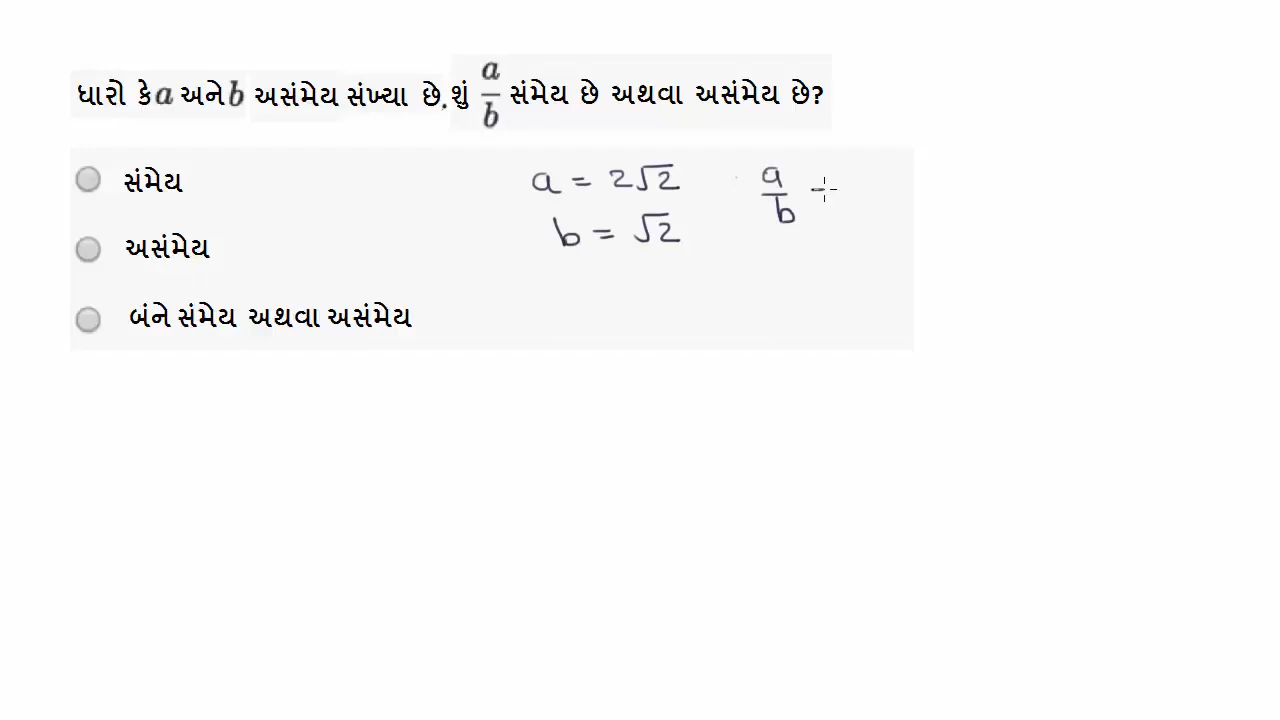 ધારો કે a અને b અસંમેય સંખ્યા છે. શું a/b સંમેય છે અથવા અસંમેય છે?
સંમેય
અસંમેય
બંને સંમેય અથવા અસંમેય
a = 2√2
b = √2
a/b =